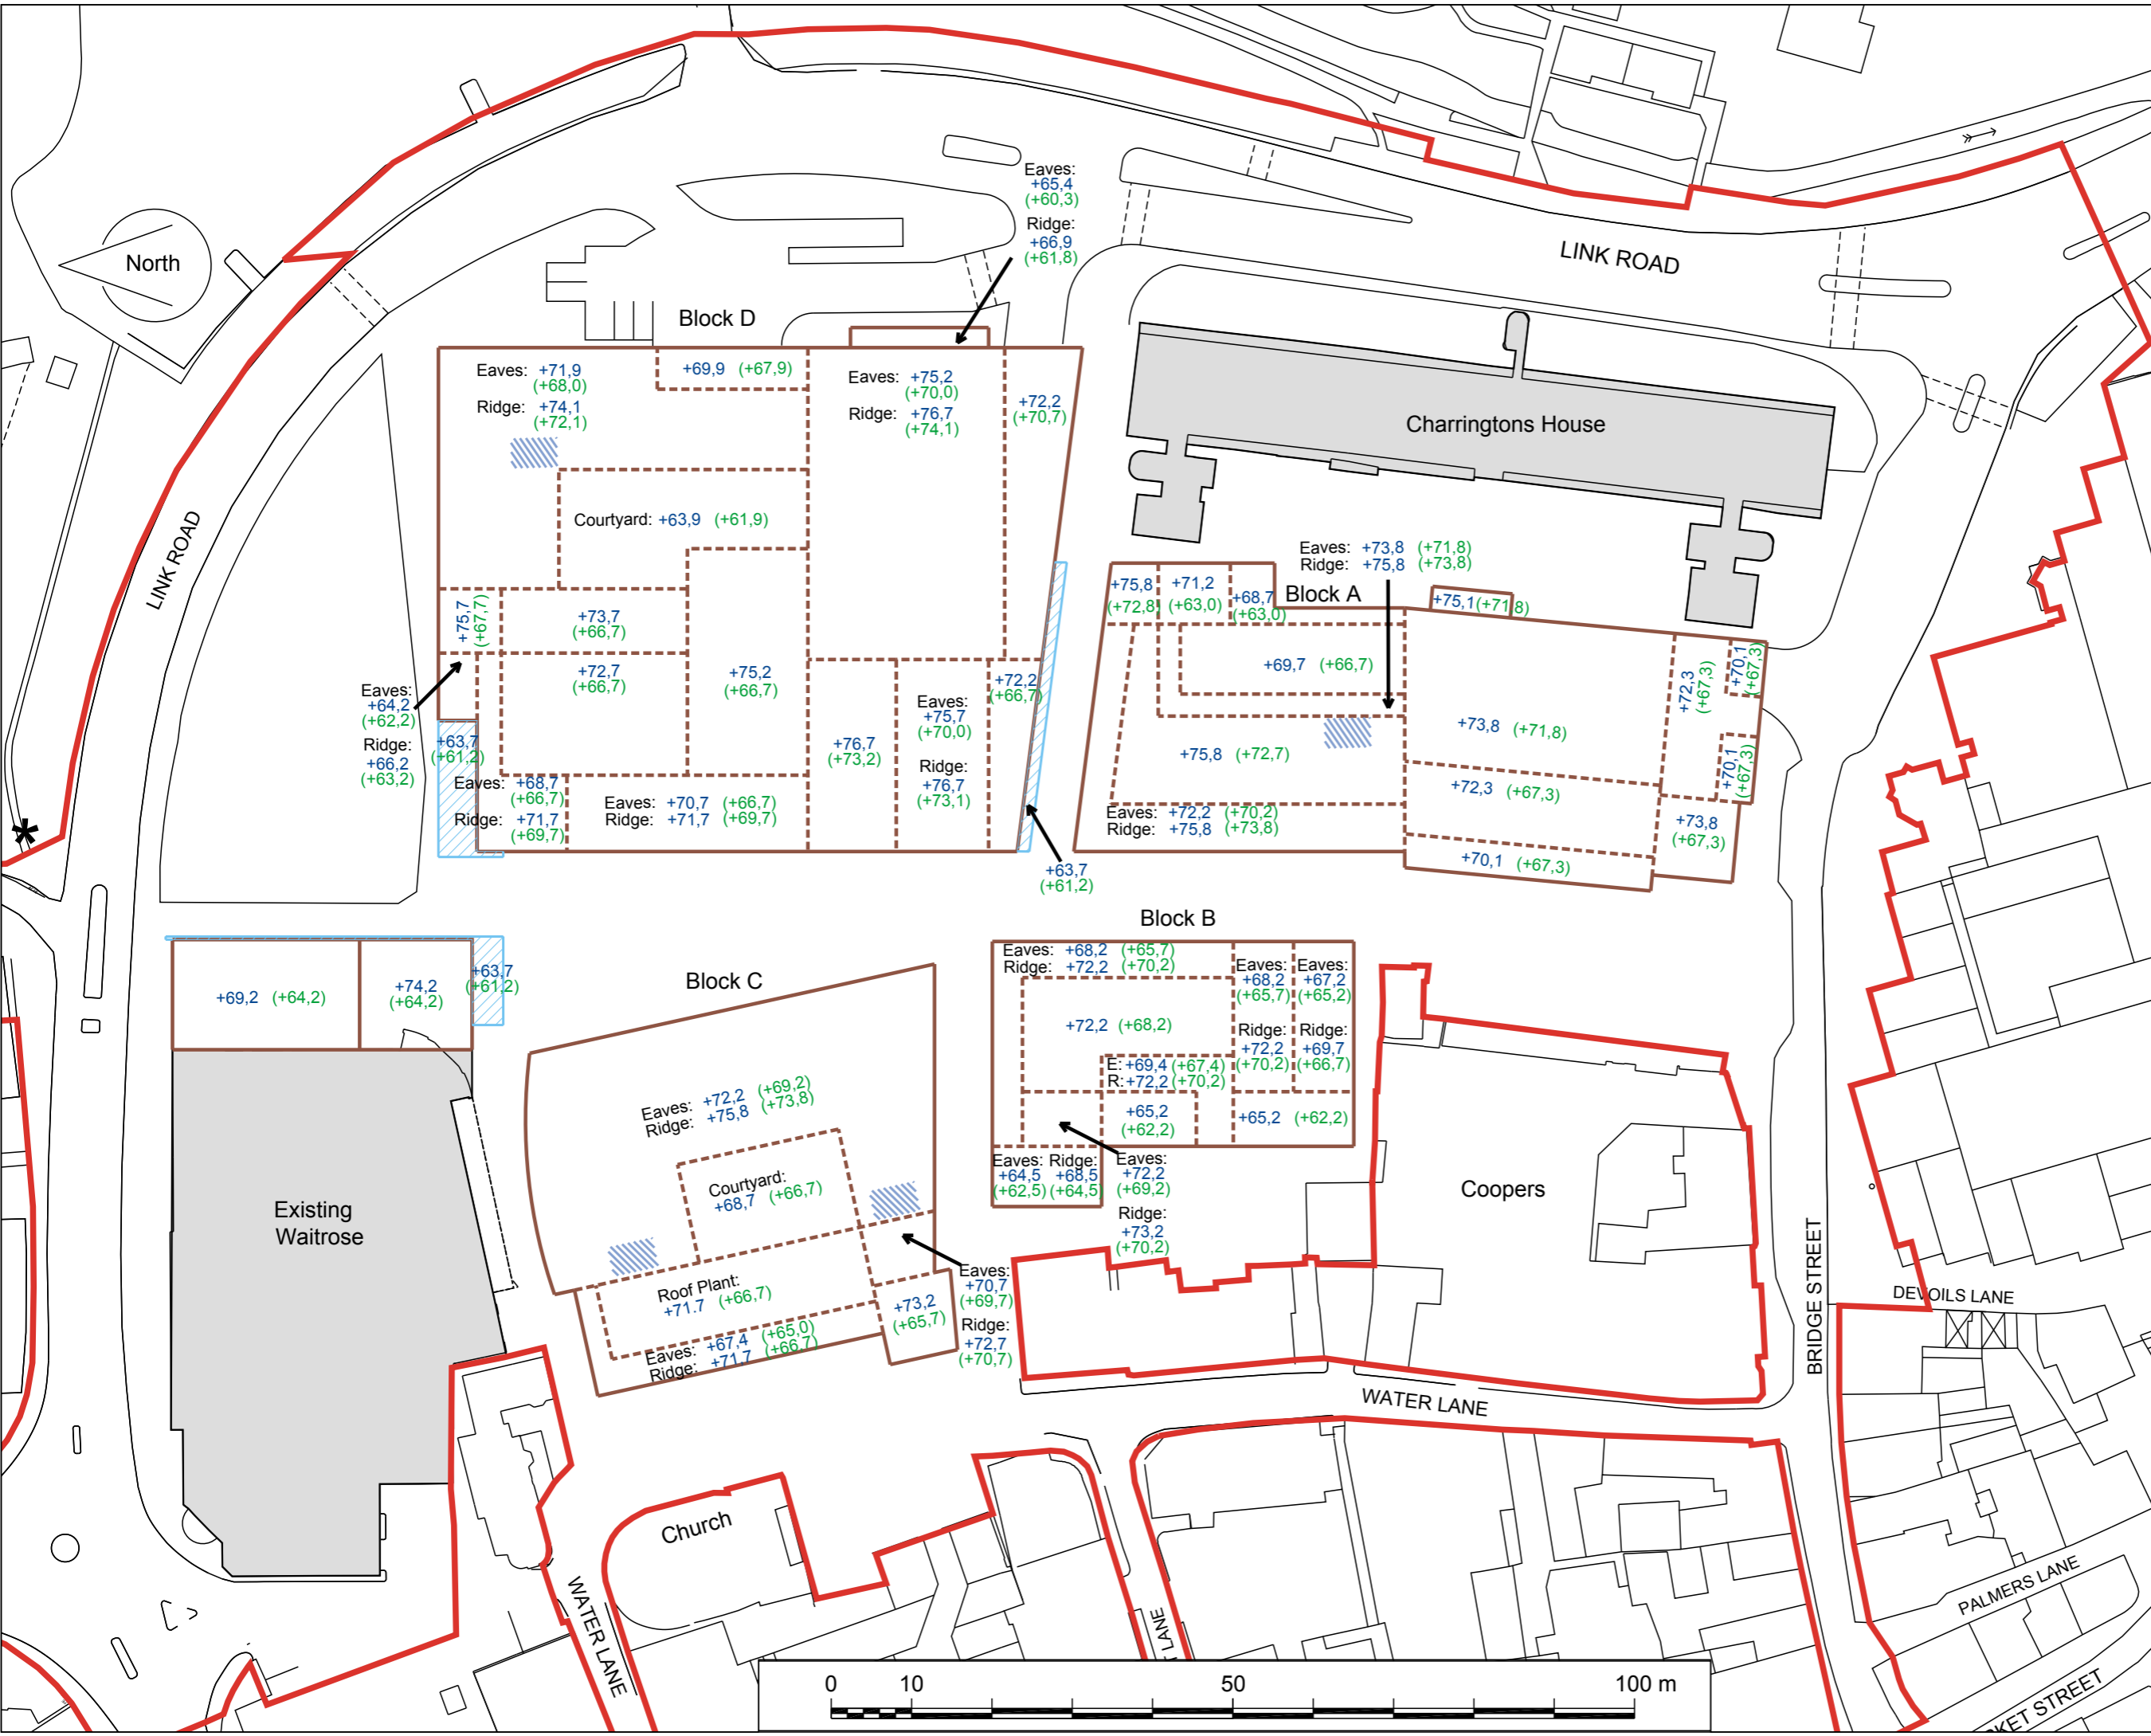 Eaves:
+65,4
(+60,3)
Ridge:
+66,9
(+61,8)
North
LINK ROAD
Block D
Eaves: +71,9
(+68,0)
Ridge: +74,1
(+72,1)
+69,9 (+67,9)
Eaves: +75,2
(+70,0)
Ridge: +76,7
(+74,1)
+72,2
(+70,7)
Charringtons House
Courtyard: +63,9 (+61,9)
LINK ROAD
Eaves: +73,8 (+71,8)
Ridge: +75,8 (+73,8)
Block A
+75,8
(+72,8)
+71,2
(+63,0)
+68,7
(+63,0)
+75,1(+71,8)
+75,7
(+67,7)
+73,7
(+66,7)
+72,7
(+66,7)
+75,2
(+66,7)
+69,7 (+66,7)
+72,3
(+67,3)
+70,1
(+67,3)
Eaves:
+64,2
(+62,2)
Ridge:
+66,2
(+63,2)
+72,2
(+66,7)
Eaves:
+75,7
(+70,0)
Ridge:
+76,7
(+73,1)
+76,7
(+73,2)
+63,7
(+61,2)
+73,8 (+71,8)
+75,8 (+72,7)
+70,1
(+67,3)
Eaves: +68,7
(+66,7)
Ridge: +71,7
(+69,7)
Eaves: +70,7 (+66,7)
Ridge: +71,7 (+69,7)
+72,3 (+67,3)
Eaves: +72,2 (+70,2)
Ridge: +75,8 (+73,8)
+73,8
(+67,3)
*
+70,1 (+67,3)
+63,7
(+61,2)
Block B
Eaves: +68,2 (+65,7)
Ridge: +72,2 (+70,2)
Eaves:
+68,2
(+65,7)
Ridge:
+72,2
(+70,2)
Eaves:
+67,2
(+65,2)
Ridge:
+69,7
(+66,7)
+69,2 (+64,2)
+74,2
(+64,2)
+63,7
(+61,2)
Block C
+72,2 (+68,2)
E: +69,4 (+67,4)
R: +72,2 (+70,2)
+65,2
(+62,2)
+65,2 (+62,2)
Eaves: +72,2 (+69,2)
Ridge: +75,8 (+73,8)
Eaves: Ridge:
+64,5 +68,5
(+62,5) (+64,5)
Eaves:
+72,2
(+69,2)
Ridge:
+73,2
(+70,2)
Courtyard:
+68,7 (+66,7)
Coopers
Existing
Waitrose
Roof Plant:
+71.7 (+66,7)
Eaves:
+70,7
(+69,7)
Ridge:
+72,7
(+70,7)
+73,2
(+65,7)
Eaves: +67,4 (+65,0)
Ridge: +71,7 (+66,7)
BRIDGE STREET
DEVOILS LANE
WATER LANE
Church
WATER LANE
LANE
PALMERS LANE
KET STREET
0 10 50 100 m